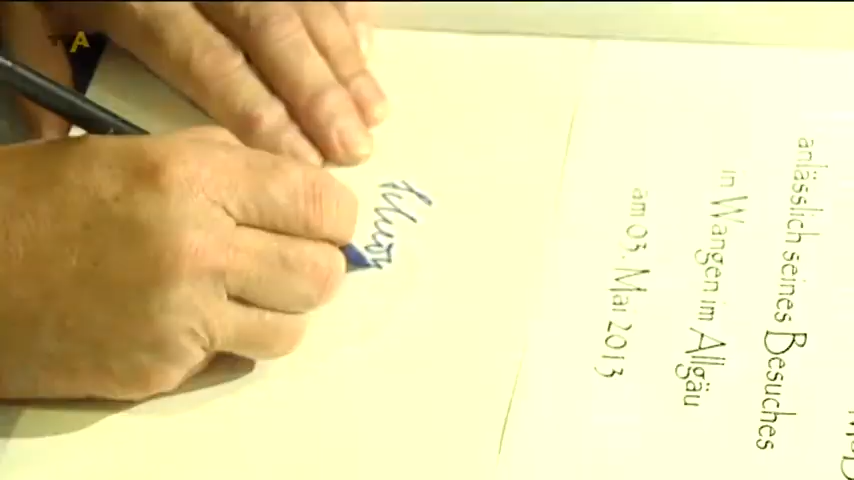 anlässlich seines Besuches
in Wangen im Allgäu
am 03. Mai 2013